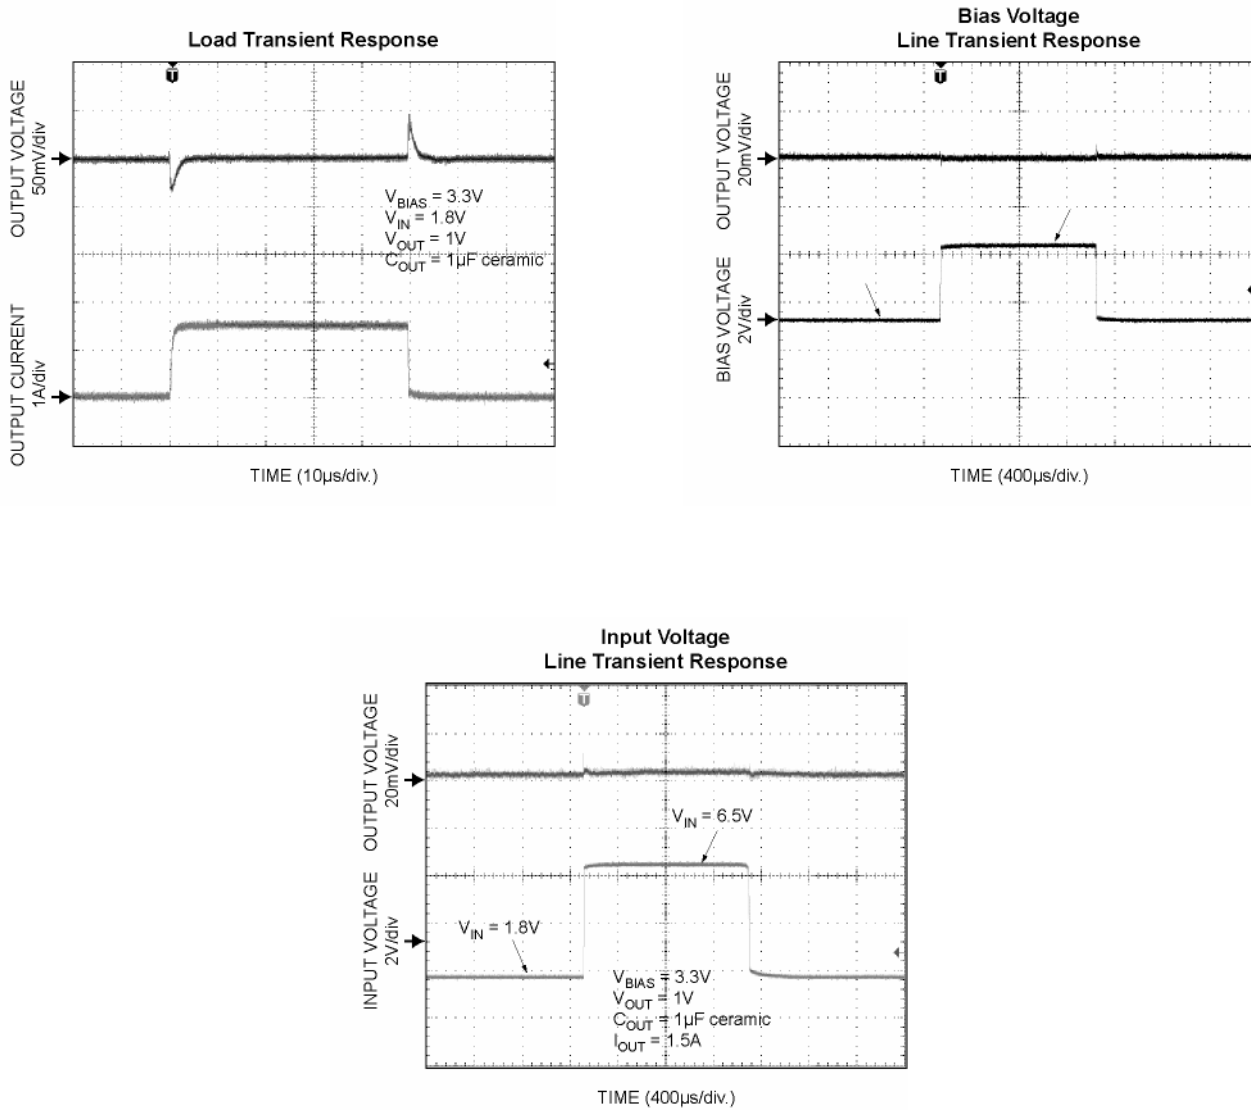 Load Transient Response
T
OUTPUT VOLTAGE
50mV/div
V_BIAS = 3.3V
V_IN = 1.8V
V_OUT = 1V
C_OUT = 1µF ceramic
OUTPUT CURRENT
1A/div
TIME (10µs/div.)
Bias Voltage
Line Transient Response
T
OUTPUT VOLTAGE
20mV/div
BIAS VOLTAGE
2V/div
TIME (400µs/div.)
Input Voltage
Line Transient Response
T
OUTPUT VOLTAGE
20mV/div
V_IN = 6.5V
INPUT VOLTAGE
2V/div
V_IN = 1.8V
V_BIAS = 3.3V
V_OUT = 1V
C_OUT = 1µF ceramic
I_OUT = 1.5A
TIME (400µs/div.)